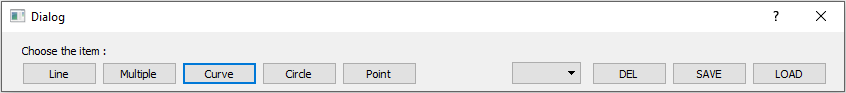 Dialog ?
Choose the item :
Line Multiple Curve Circle Point DEL SAVE LOAD